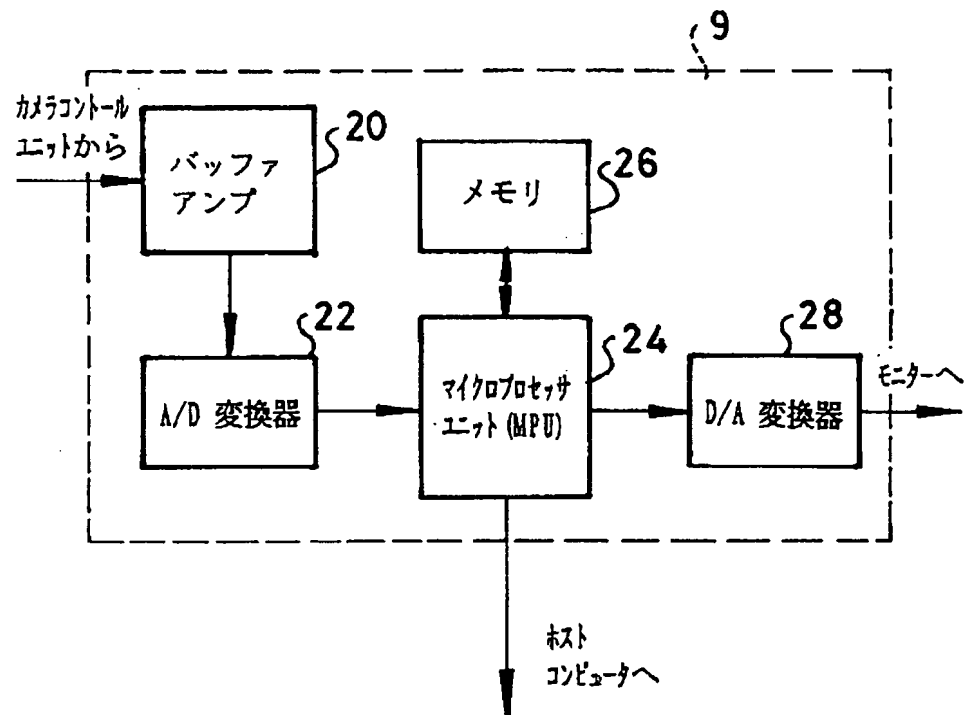 9
カメラコントロール
ユニットから
20
バッファ
アンプ
26
メモリ
22
A/D 変換器
24
マイクロプロセッサ
ユニット(MPU)
28
D/A 変換器
モニターへ
ホスト
コンピュータへ